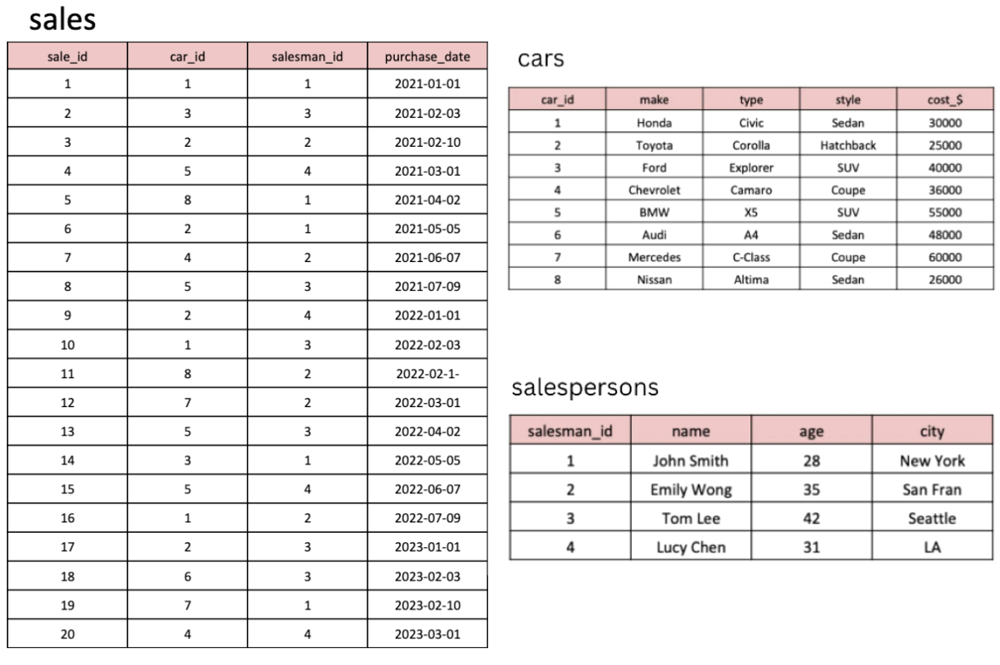 sales
sale_id car_id salesman_id purchase_date
1 1 1 2021-01-01
2 3 3 2021-02-03
3 2 2 2021-02-10
4 5 4 2021-03-01
5 8 1 2021-04-02
6 2 1 2021-05-05
7 4 2 2021-06-07
8 5 3 2021-07-09
9 2 4 2022-01-01
10 1 3 2022-02-03
11 8 2 2022-02-1-
12 7 2 2022-03-01
13 5 3 2022-04-02
14 3 1 2022-05-05
15 5 4 2022-06-07
16 1 2 2022-07-09
17 2 3 2023-01-01
18 6 3 2023-02-03
19 7 1 2023-02-10
20 4 4 2023-03-01
cars
car_id make type style cost_$
1 Honda Civic Sedan 30000
2 Toyota Corolla Hatchback 25000
3 Ford Explorer SUV 40000
4 Chevrolet Camaro Coupe 36000
5 BMW X5 SUV 55000
6 Audi A4 Sedan 48000
7 Mercedes C-Class Coupe 60000
8 Nissan Altima Sedan 26000
salespersons
salesman_id name age city
1 John Smith 28 New York
2 Emily Wong 35 San Fran
3 Tom Lee 42 Seattle
4 Lucy Chen 31 LA